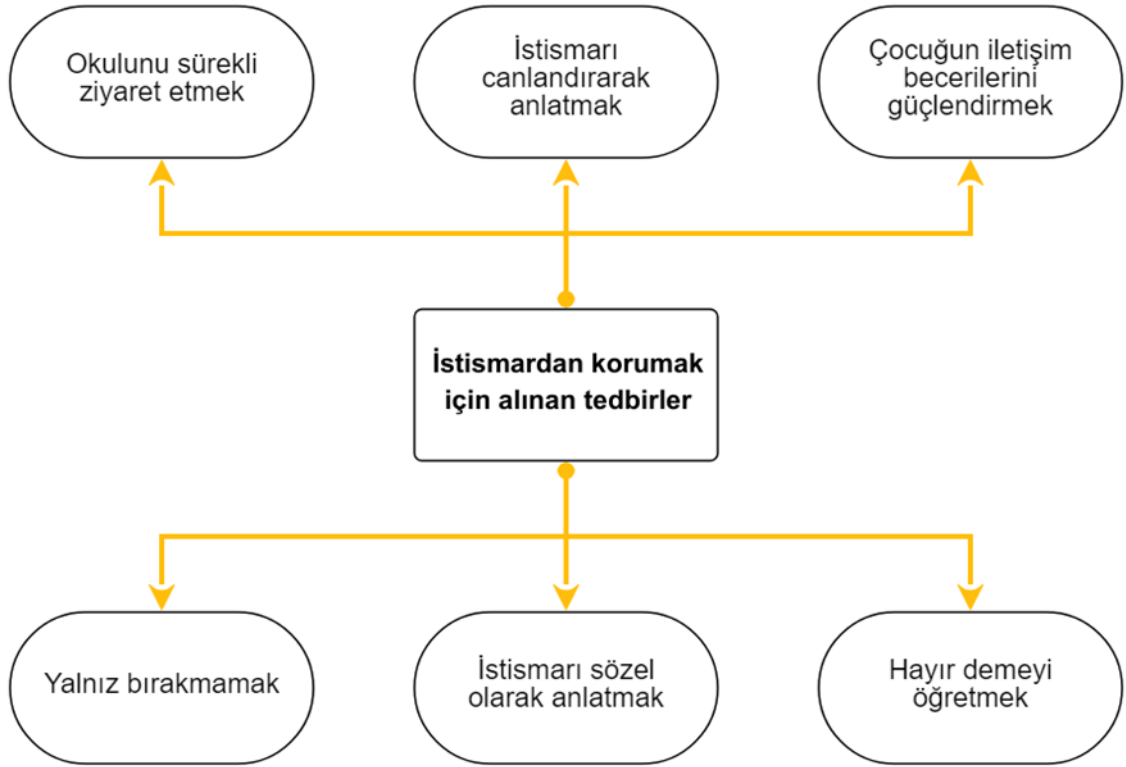 Okulunu sürekli
ziyaret etmek
İstismarı
canlandırarak
anlatmak
Çocuğun iletişim
becerilerini
güçlendirmek
İstismardan korumak
için alınan tedbirler
Yalnız bırakmamak
İstismarı sözel
olarak anlatmak
Hayır demeyi
öğretmek